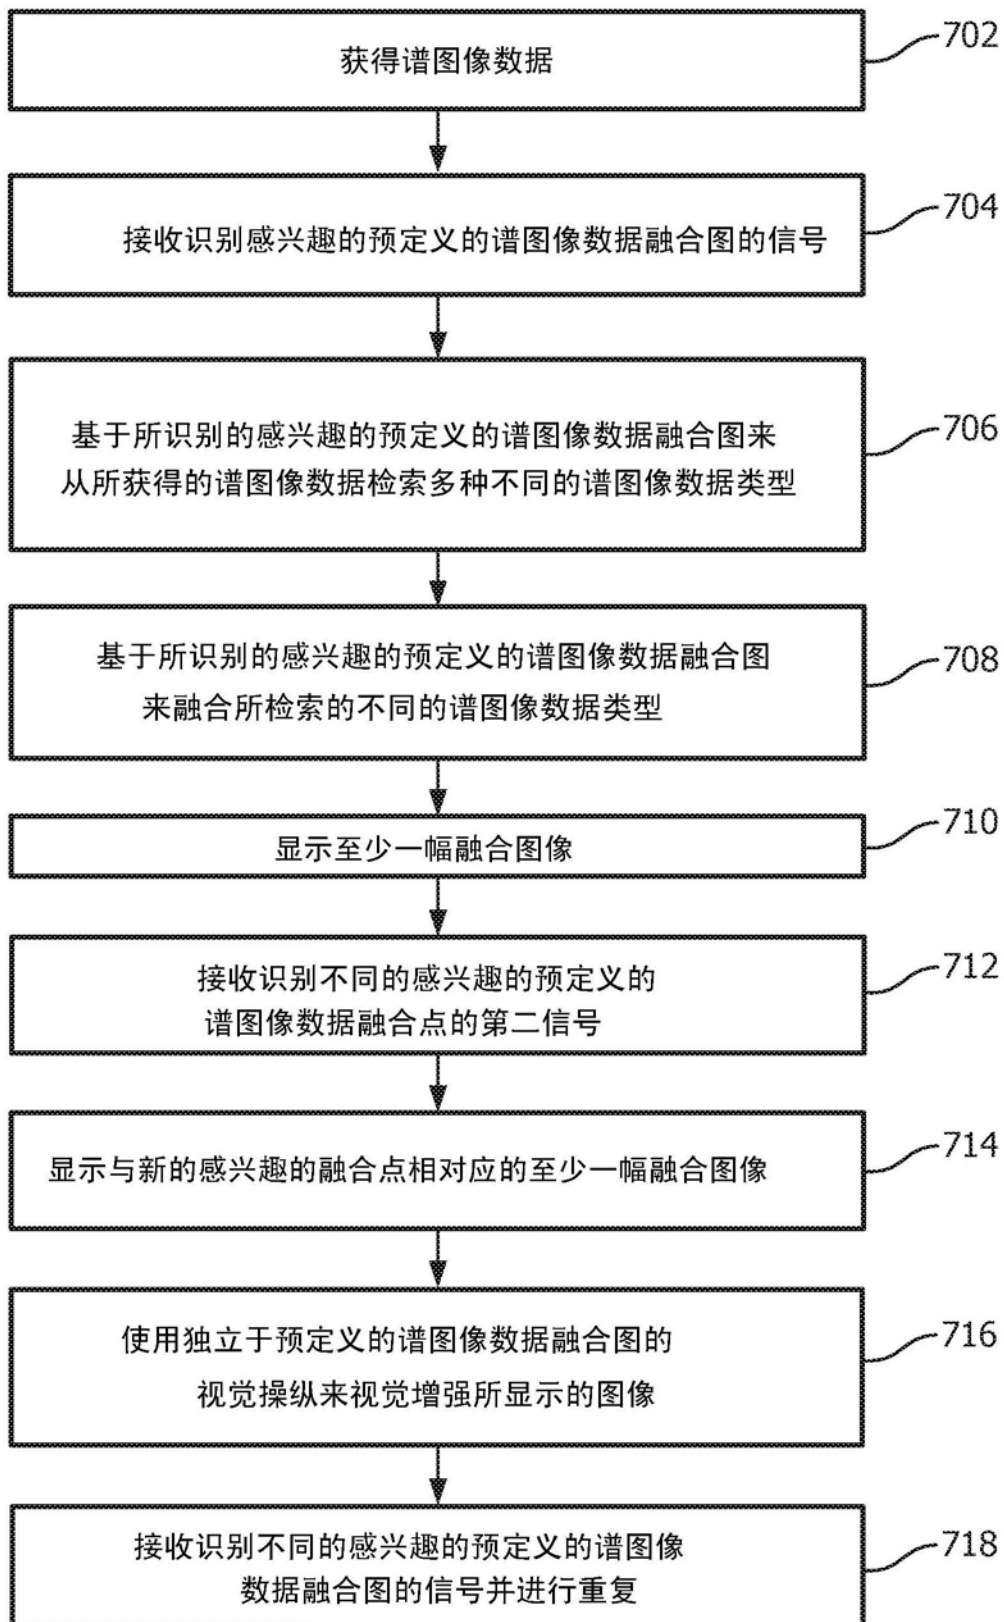 获得谱图像数据
702
接收识别感兴趣的预定义的谱图像数据融合图的信号
704
基于所识别的感兴趣的预定义的谱图像数据融合图来
从所获得的谱图像数据检索多种不同的谱图像数据类型
706
基于所识别的感兴趣的预定义的谱图像数据融合图
来融合所检索的不同的谱图像数据类型
708
显示至少一幅融合图像
710
接收识别不同的感兴趣的预定义的
谱图像数据融合点的第二信号
712
显示与新的感兴趣的融合点相对应的至少一幅融合图像
714
使用独立于预定义的谱图像数据融合图的
视觉操纵来视觉增强所显示的图像
716
接收识别不同的感兴趣的预定义的谱图像
数据融合图的信号并进行重复
718